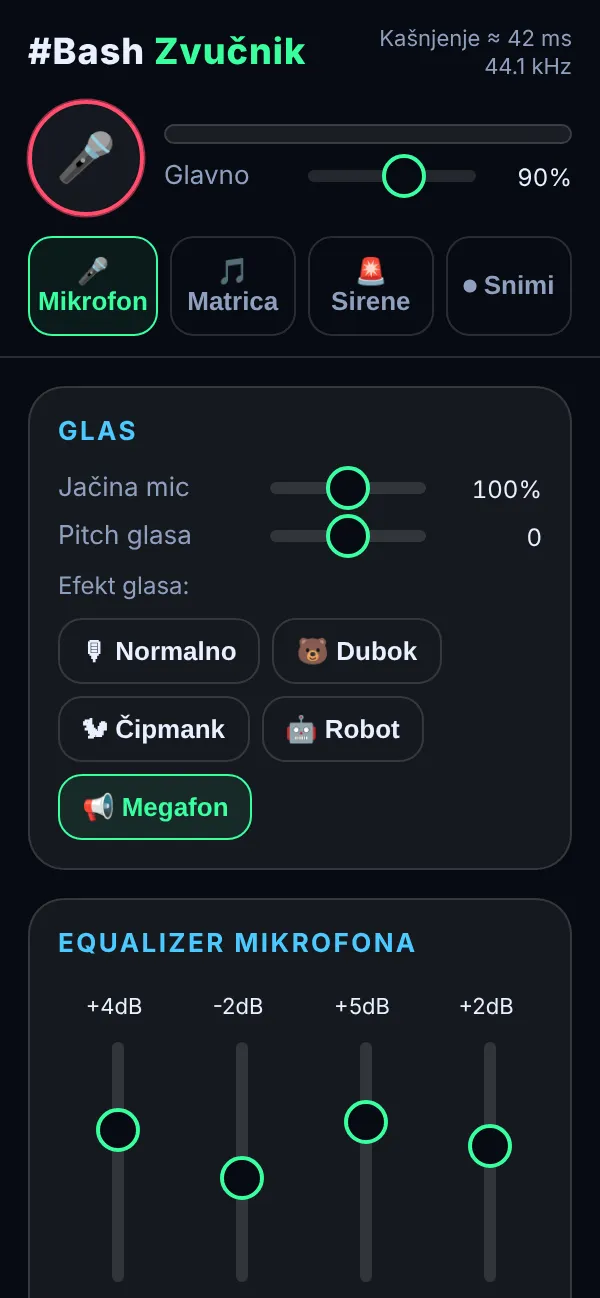 #Bash Zvučnik
Kašnjenje ≈ 42 ms
44.1 kHz
Glavno
90%
Mikrofon
Matrica
Sirene
Snimi
GLAS
Jačina mic
100%
Pitch glasa
0
Efekt glasa:
Normalno
Dubok
Čipmank
Robot
Megafon
EQUALIZER MIKROFONA
+4dB
-2dB
+5dB
+2dB